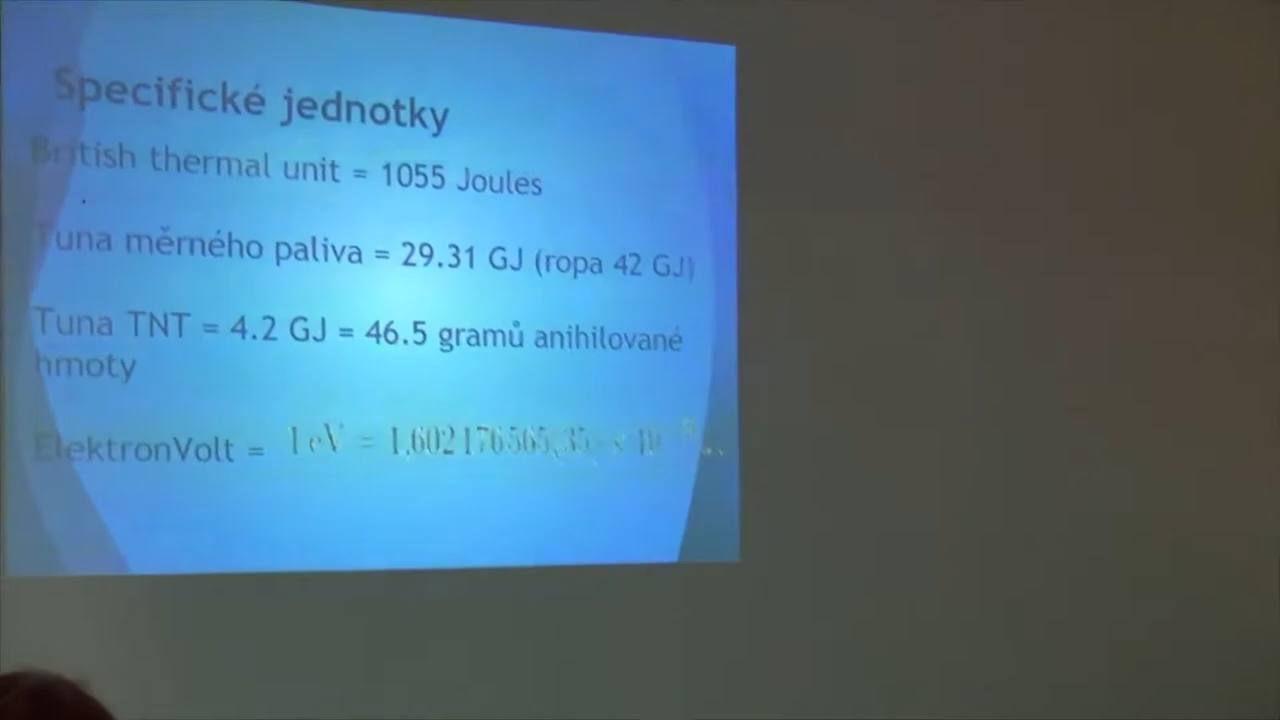 Specifické jednotky
British thermal unit = 1055 Joules
Tuna měrného paliva = 29.31 GJ (ropa 42 GJ)
Tuna TNT = 4.2 GJ = 46.5 gramů anihilované
hmoty
ElektronVolt = 1 eV = 1,602176565